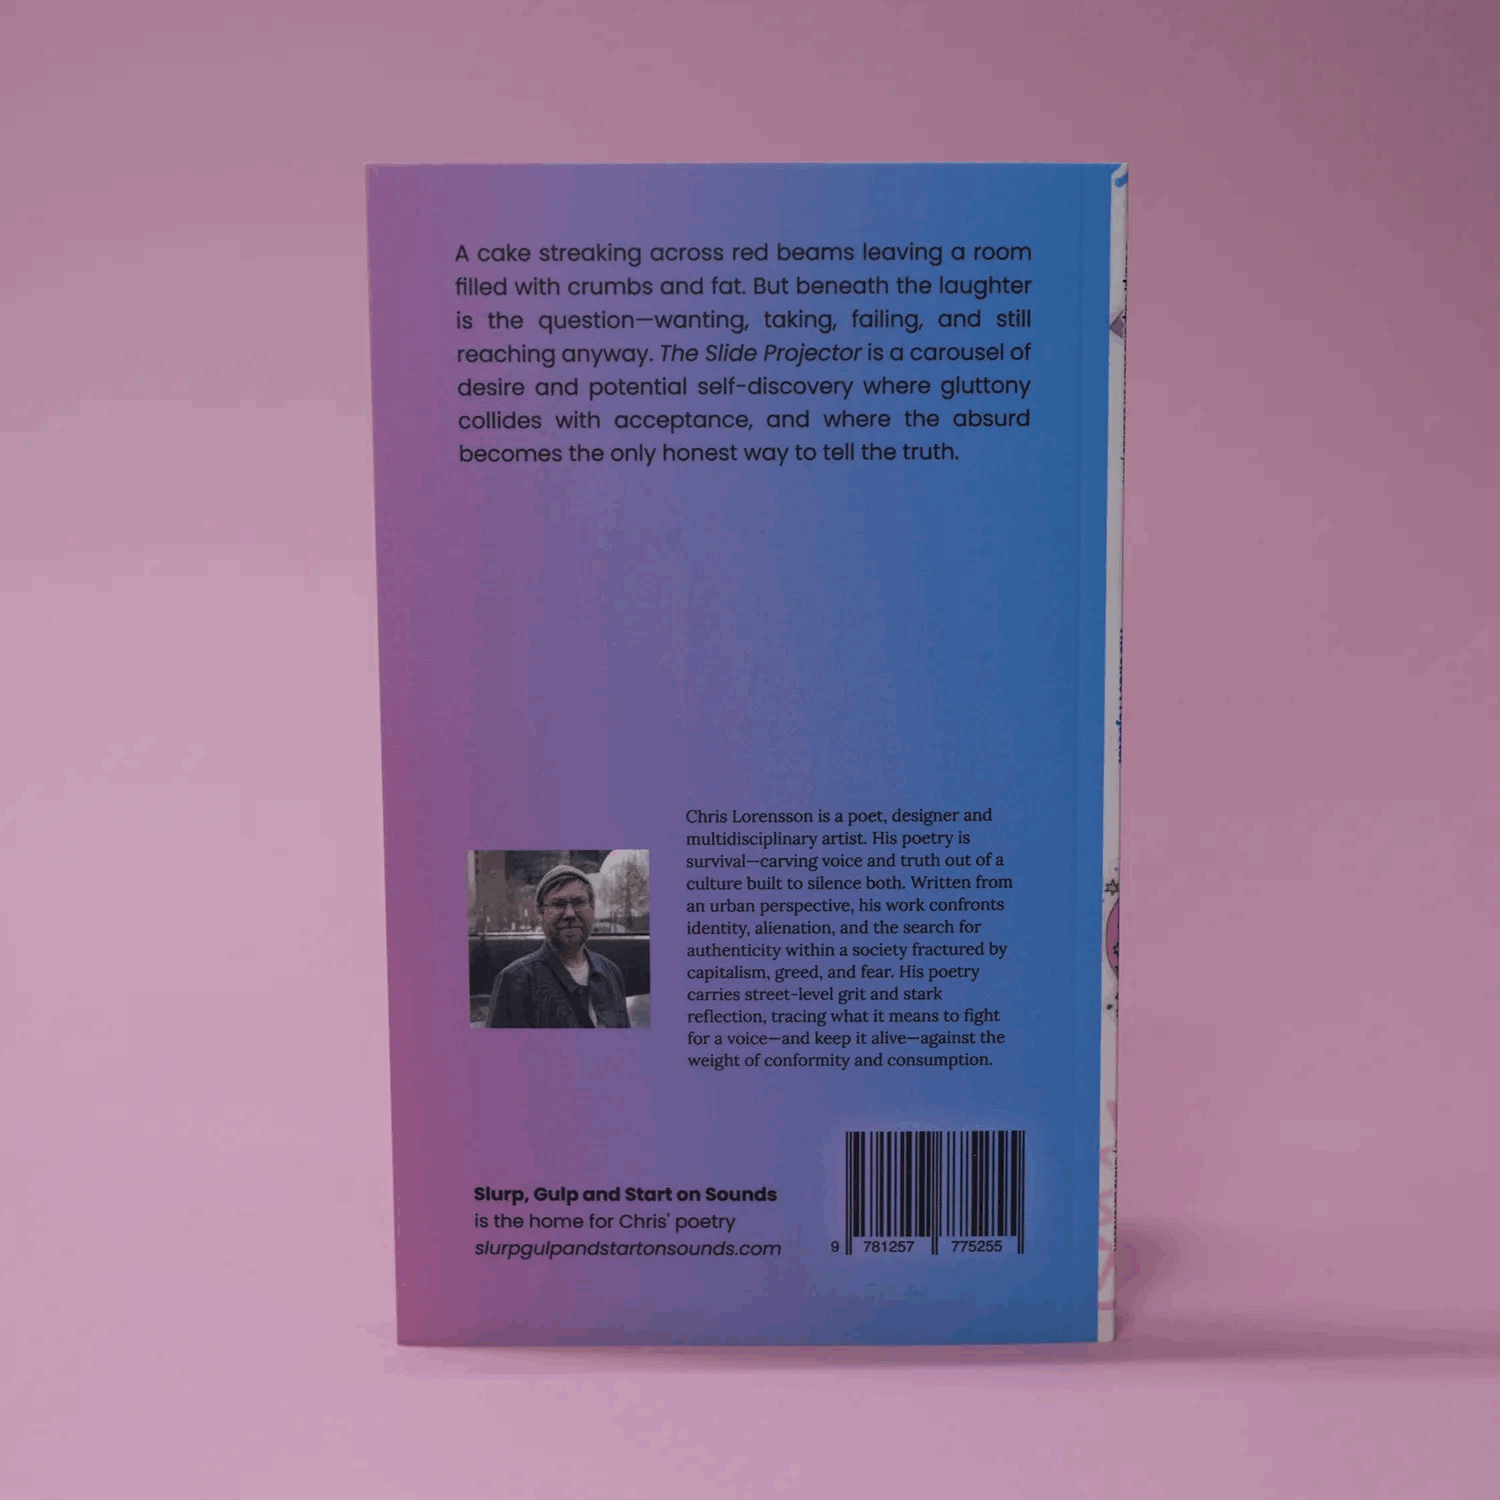 A cake streaking across red beams leaving a room
filled with crumbs and fat. But beneath the laughter
is the question—wanting, taking, failing, and still
reaching anyway. The Slide Projector is a carousel of
desire and potential self-discovery where gluttony
collides with acceptance, and where the absurd
becomes the only honest way to tell the truth.
Chris Lorensson is a poet, designer and
multidisciplinary artist. His poetry is
survival—carving voice and truth out of a
culture built to silence both. Written from
an urban perspective, his work confronts
identity, alienation, and the search for
authenticity within a society fractured by
capitalism, greed, and fear. His poetry
carries street-level grit and stark
reflection, tracing what it means to fight
for a voice—and keep it alive—against the
weight of conformity and consumption.
Slurp, Gulp and Start on Sounds
is the home for Chris' poetry
slurpgulpandstartonsounds.com
9 781257 775255